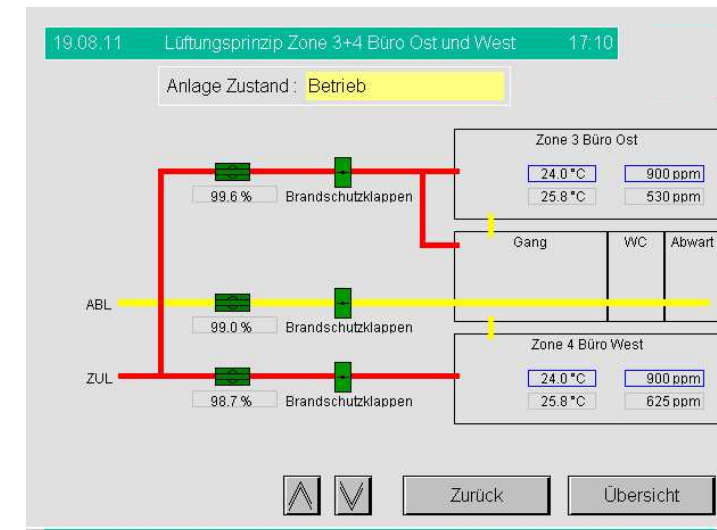 19.08.11 Lüftungsprinzip Zone 3+4 Büro Ost und West 17:10
Anlage Zustand : Betrieb
Zone 3 Büro Ost
24.0 °C 900 ppm
99.6 % Brandschutzklappen 25.8 °C 530 ppm
Gang WC Abwart
ABL
99.0 % Brandschutzklappen
Zone 4 Büro West
ZUL 24.0 °C 900 ppm
98.7 % Brandschutzklappen 25.8 °C 625 ppm
Zurück Übersicht